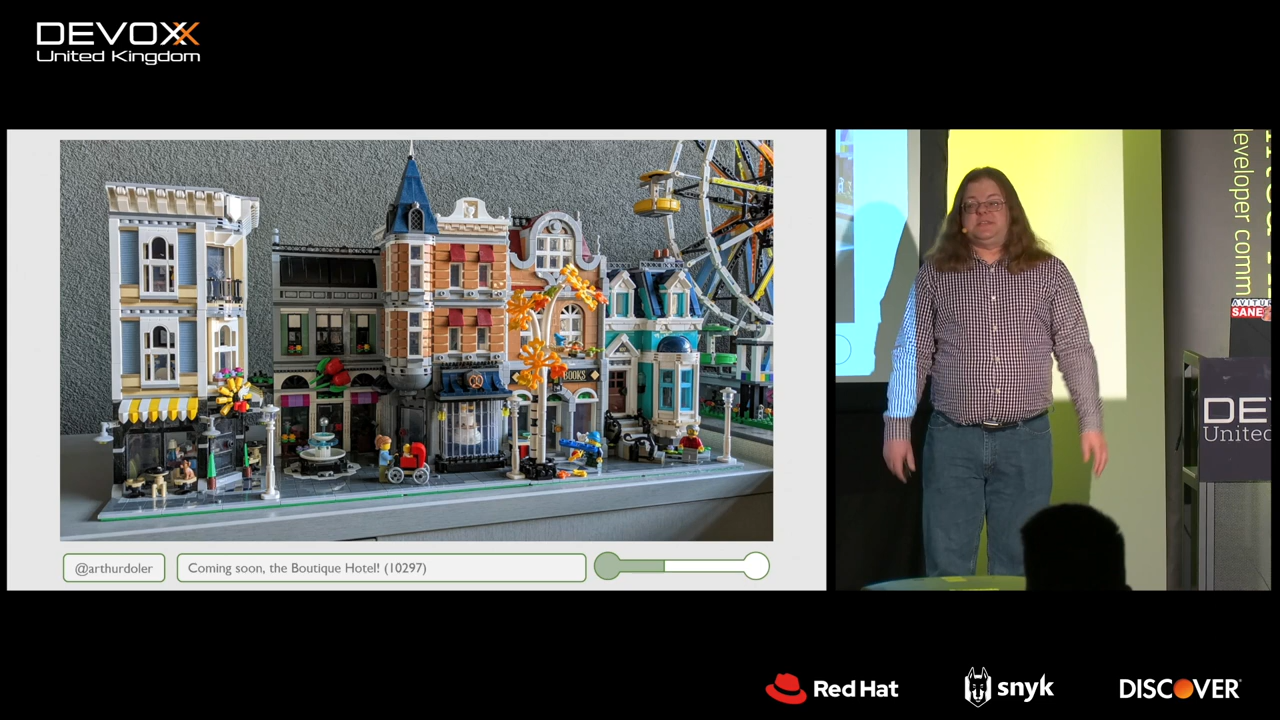 DEVOXX
United Kingdom
BOOKS
@arthurdoler
Coming soon, the Boutique Hotel! (10297)
eveloper comm
SANE
DE
United
Red Hat
snyk
DISCOVER